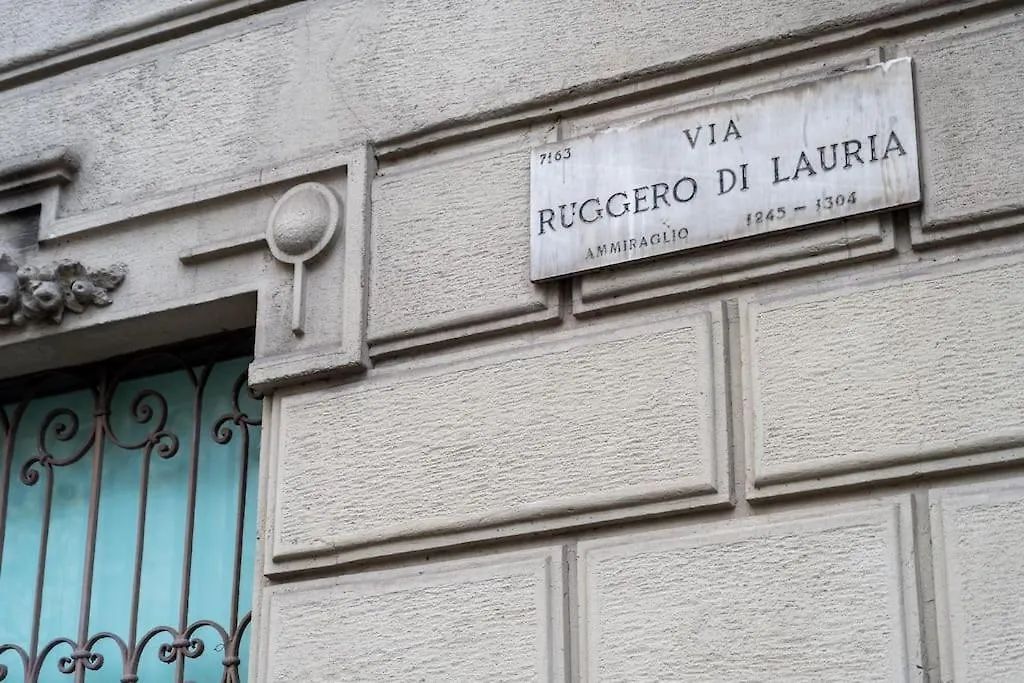 7163
VIA
RUGGERO DI LAURIA
AMMIRAGLIO 1245 - 1304